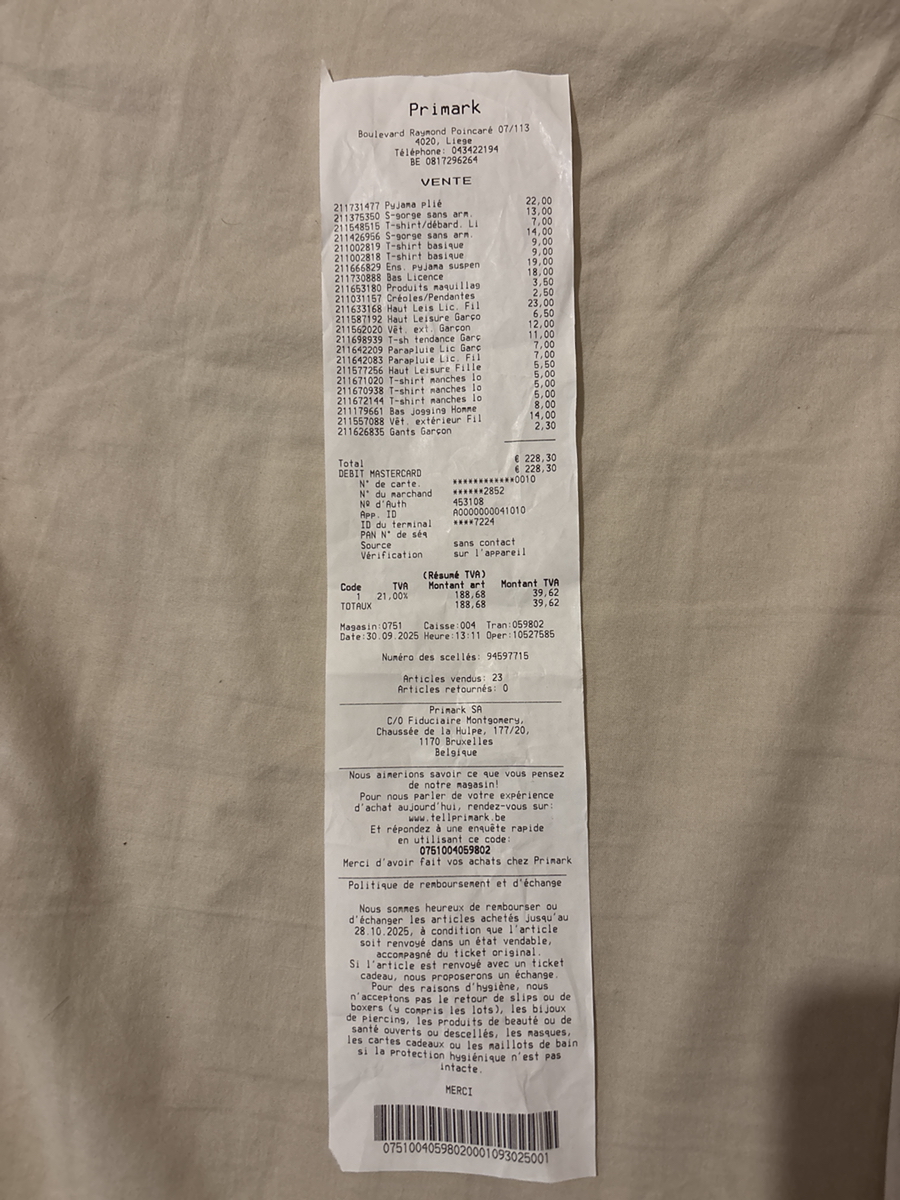 Primark
Boulevard Raymond Poincaré 07/113
4020, Liege
Téléphone: 043422194
BE 0817296264
VENTE
211731477 Pyjama plié 22,00
211375350 S-gorge sans arm. 13,00
211548515 T-shirt/débard. Li 7,00
211426956 S-gorge sans arm. 14,00
211002819 T-shirt basique 9,00
211002818 T-shirt basique 9,00
211666829 Ens. pyjama suspen 19,00
211730888 Bas Licence 18,00
211653180 Produits maquillag 3,50
211031157 Créoles/Pendantes 2,50
211633168 Haut Leis Lic. Fil 23,00
211587192 Haut Leisure Garço 6,50
211562020 Vêt. ext. Garçon 12,00
211698939 T-sh tendance Garç 11,00
211642209 Parapluie Lic Garç 7,00
211642083 Parapluie Lic. Fil 7,00
211577256 Haut Leisure Fille 5,50
211671020 T-shirt manches lo 5,00
211670938 T-shirt manches lo 5,00
211672144 T-shirt manches lo 5,00
211179661 Bas jogging Homme 8,00
211557088 Vêt. extérieur Fil 14,00
211626835 Gants Garçon 2,30
Total € 228,30
DEBIT MASTERCARD € 228,30
N° de carte. ************0010
N° du marchand ******2852
Nº d'Auth 453108
App. ID A0000000041010
ID du terminal ****7224
PAN N° de séq
Source sans contact
Vérification sur l'appareil
(Résumé TVA)
Code TVA Montant art Montant TVA
1 21,00% 188,68 39,62
TOTAUX 188,68 39,62
Magasin:0751 Caisse:004 Tran:059802
Date:30.09.2025 Heure:13:11 Oper:10527585
Numéro des scellés: 94597715
Articles vendus: 23
Articles retournés: 0
Primark SA
C/O Fiduciaire Montgomery,
Chaussée de la Hulpe, 177/20,
1170 Bruxelles
Belgique
Nous aimerions savoir ce que vous pensez
de notre magasin!
Pour nous parler de votre expérience
d'achat aujourd'hui, rendez-vous sur:
www.tellprimark.be
Et répondez à une enquête rapide
en utilisant ce code:
0751004059802
Merci d'avoir fait vos achats chez Primark
Politique de remboursement et d'échange
Nous sommes heureux de rembourser ou
d'échanger les articles achetés jusqu'au
28.10.2025, à condition que l'article
soit renvoyé dans un état vendable,
accompagné du ticket original.
Si l'article est renvoyé avec un ticket
cadeau, nous proposerons un échange.
Pour des raisons d'hygiène, nous
n'acceptons pas le retour de slips ou de
boxers (y compris les lots), les bijoux
de piercing, les produits de beauté ou de
santé ouverts ou descellés, les masques,
les cartes cadeaux ou les maillots de bain
si la protection hygiénique n'est pas
intacte.
MERCI
07510040598020001093025001